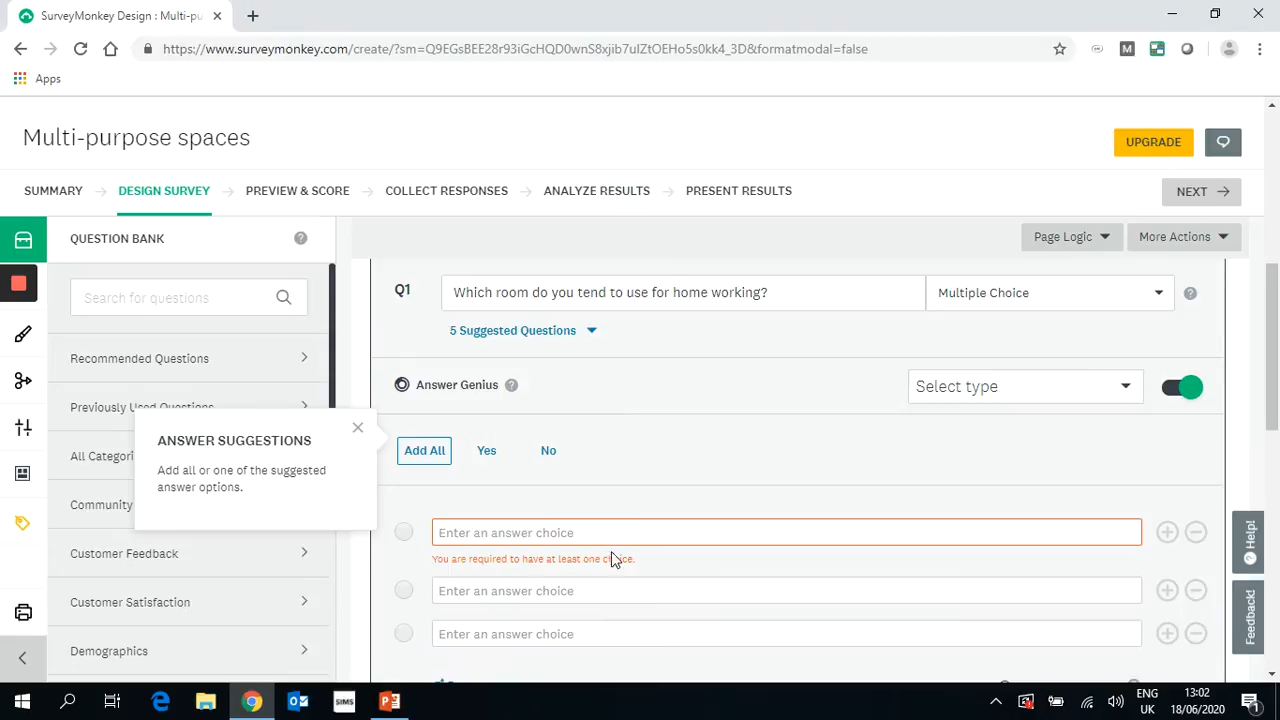 SurveyMonkey Design : Multi-pu
https://www.surveymonkey.com/create/?sm=Q9EGsBEE28r93iGcHQD0wnS8xjib7uIZtOEHo5s0kk4_3D&formatmodal=false
M
Apps
Multi-purpose spaces
UPGRADE
SUMMARY
DESIGN SURVEY
PREVIEW & SCORE
COLLECT RESPONSES
ANALYZE RESULTS
PRESENT RESULTS
NEXT
QUESTION BANK
Page Logic
More Actions
Search for questions
Q1
Which room do you tend to use for home working?
Multiple Choice
5 Suggested Questions
Recommended Questions
Answer Genius
Select type
Previously Used Questions
ANSWER SUGGESTIONS
Add all or one of the suggested
answer options.
Add All
Yes
No
All Categori
Community
Customer Feedback
Customer Satisfaction
Demographics
Enter an answer choice
You are required to have at least one choice.
Enter an answer choice
Enter an answer choice
Help!
Feedback!
SIMS
ENG
UK
13:02
18/06/2020
1